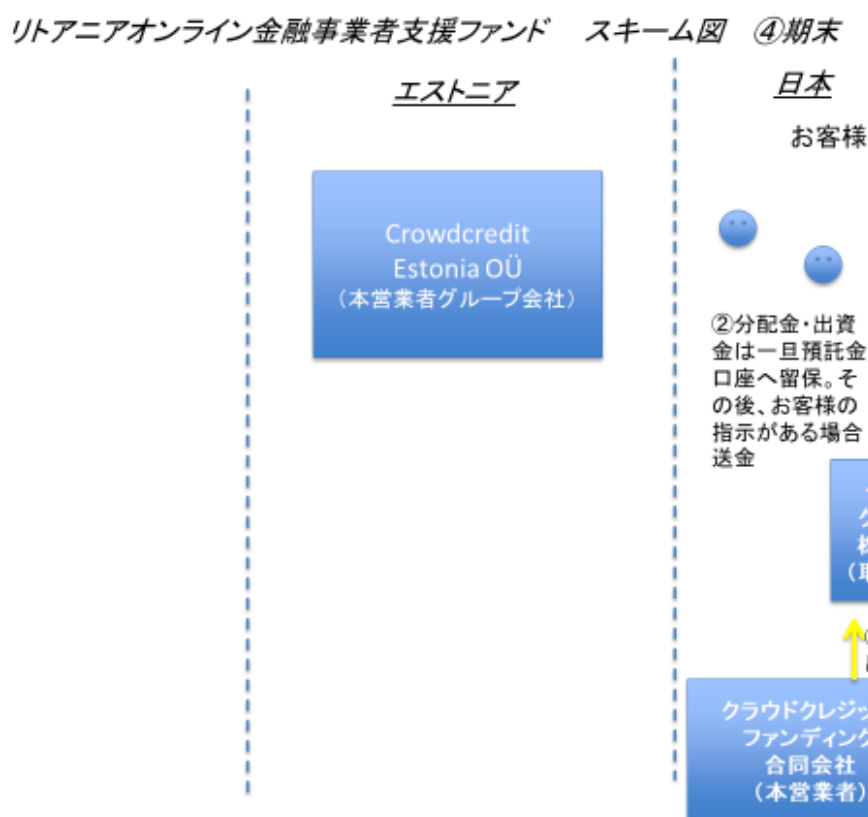 リトアニアオンライン金融事業者支援ファンド　スキーム図　④期末
エストニア
日本
お客様
Crowdcredit
Estonia OÜ
（本営業者グループ会社）
②分配金・出資
金は一旦預託金
口座へ留保。そ
の後、お客様の
指示がある場合
送金
クラウドクレジッ
ファンディング
合同会社
（本営業者）